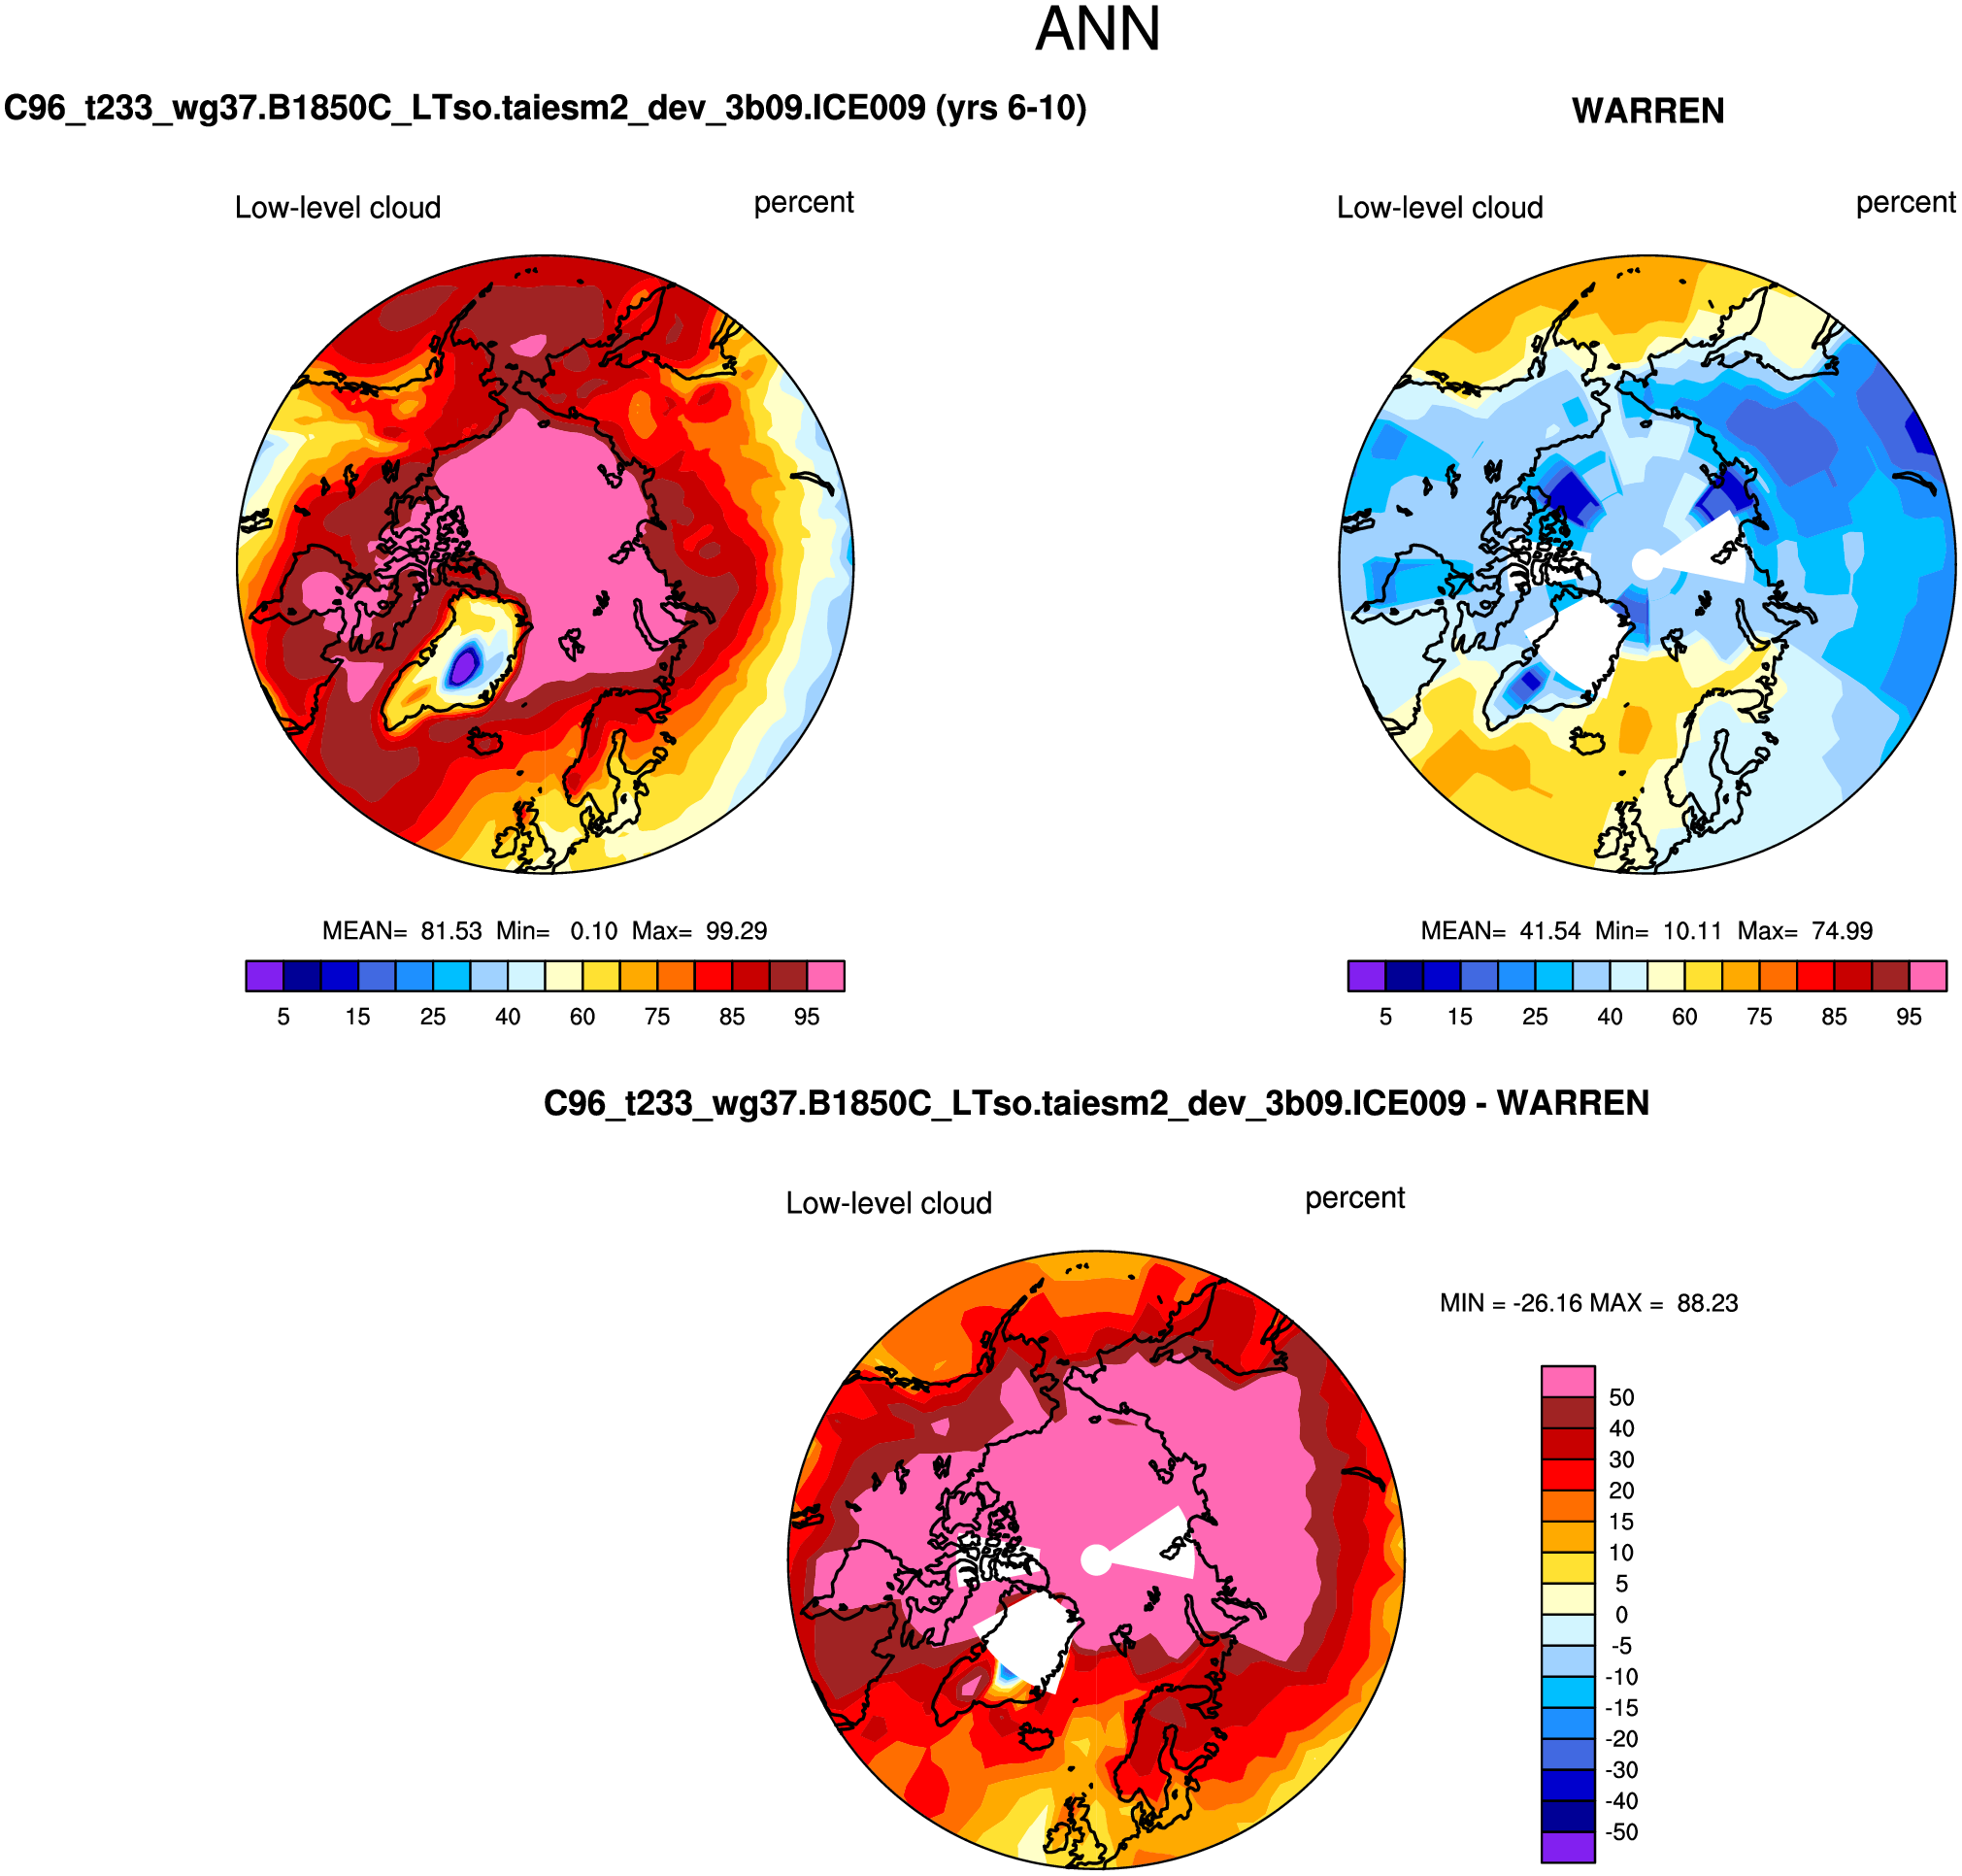 ANN
C96_t233_wg37.B1850C_LTso.taiesm2_dev_3b09.ICE009 (yrs 6-10)
WARREN
Low-level cloud percent
Low-level cloud percent
MEAN= 81.53 Min= 0.10 Max= 99.29
MEAN= 41.54 Min= 10.11 Max= 74.99
5 15 25 40 60 75 85 95
5 15 25 40 60 75 85 95
C96_t233_wg37.B1850C_LTso.taiesm2_dev_3b09.ICE009 - WARREN
Low-level cloud percent
MIN = -26.16 MAX = 88.23
50
40
30
20
15
10
5
0
-5
-10
-15
-20
-30
-40
-50